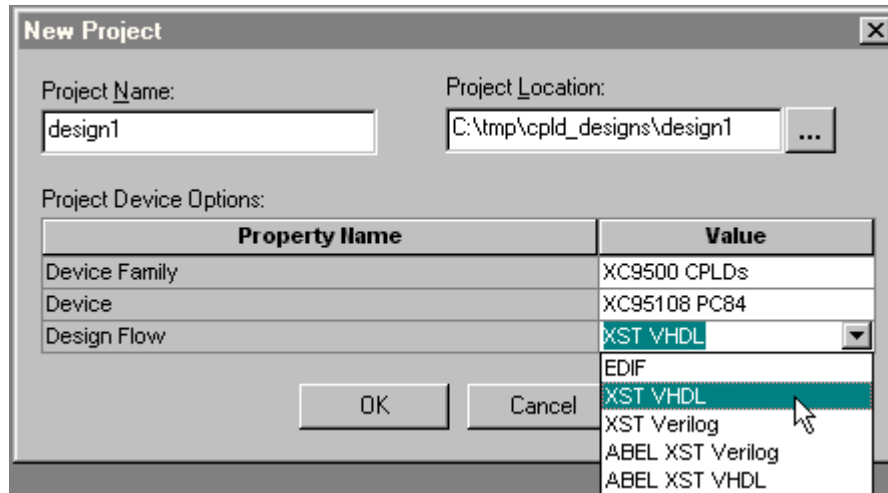 New Project
Project Name:
Project Location:
design1
C:\tmp\cpld_designs\design1
...
Project Device Options:
Property Name Value
Device Family XC9500 CPLDs
Device XC95108 PC84
Design Flow XST VHDL
EDIF
OK Cancel XST VHDL
XST Verilog
ABEL XST Verilog
ABEL XST VHDL